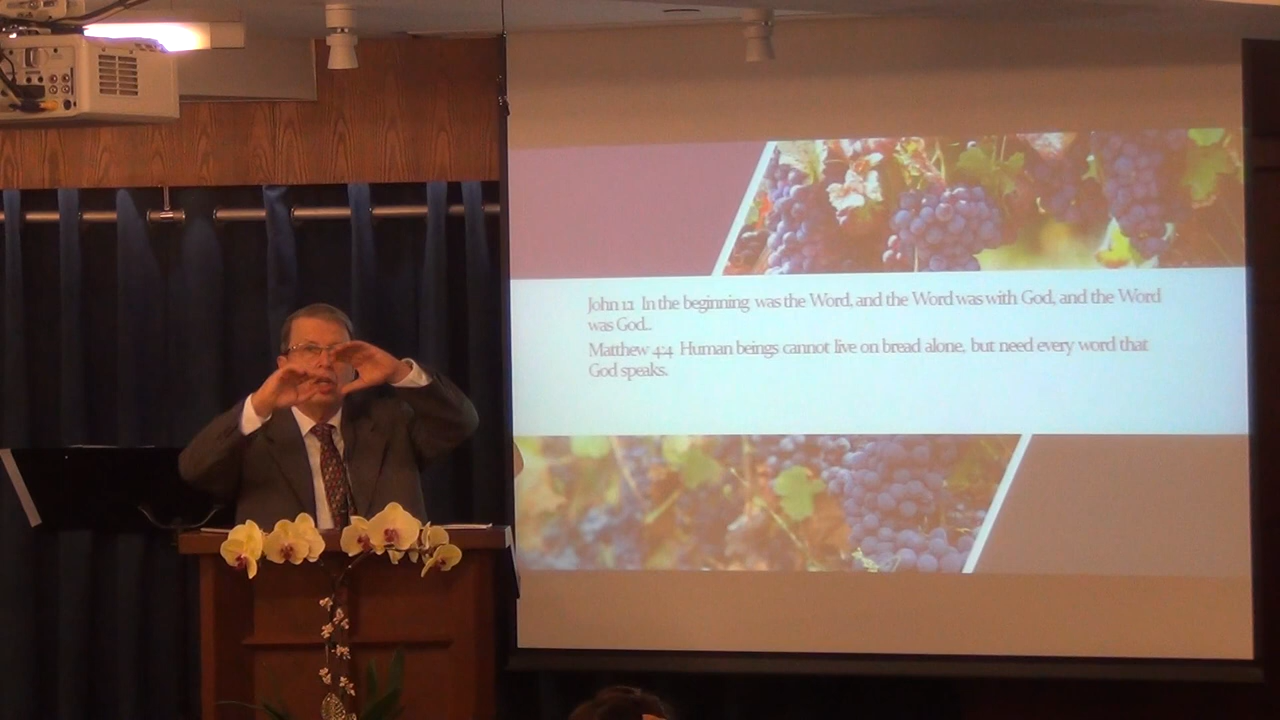 John 1:1 In the beginning was the Word, and the Word was with God, and the Word
was God..
Matthew 4:4 Human beings cannot live on bread alone, but need every word that
God speaks.